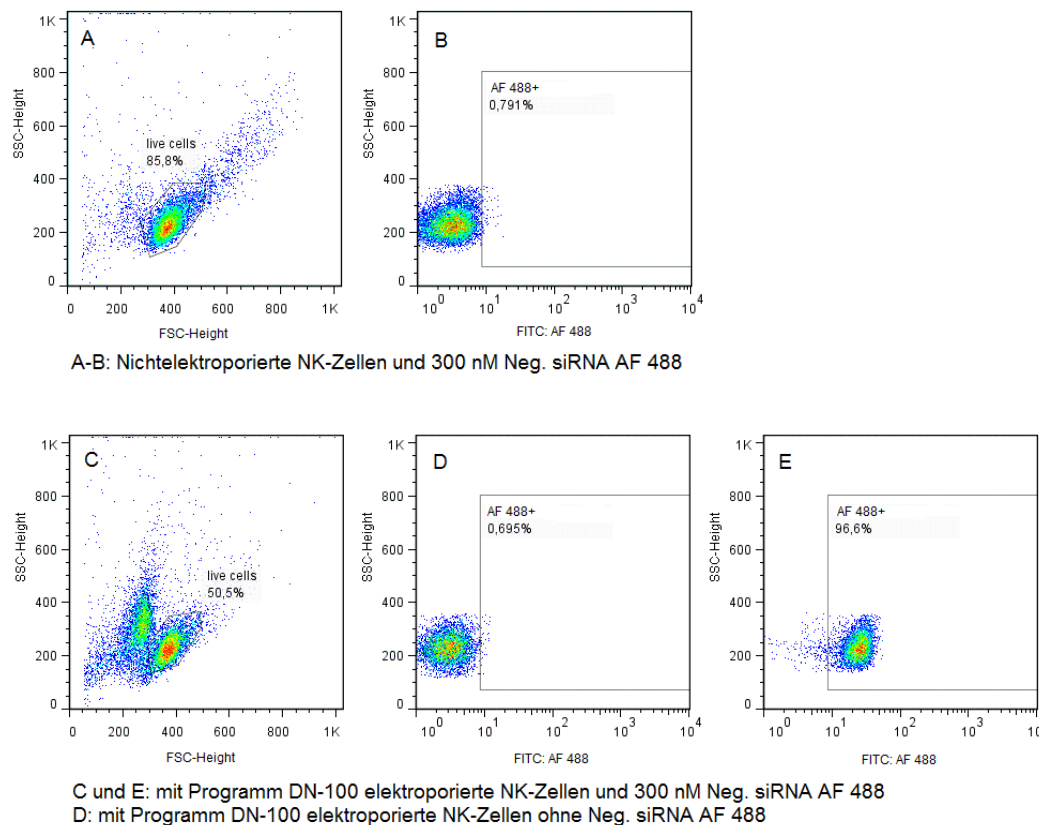 A
1K
800
600
400
200
0
SSC-Height
live cells
85,8%
0 200 400 600 800 1K
FSC-Height
B
1K
800
600
400
200
0
SSC-Height
AF 488+
0,791%
10^0 10^1 10^2 10^3 10^4
FITC: AF 488
A-B: Nichtelektroporierte NK-Zellen und 300 nM Neg. siRNA AF 488
C
1K
800
600
400
200
0
SSC-Height
live cells
50,5%
0 200 400 600 800 1K
FSC-Height
D
1K
800
600
400
200
0
SSC-Height
AF 488+
0,695%
10^0 10^1 10^2 10^3 10^4
FITC: AF 488
E
1K
800
600
400
200
0
SSC-Height
AF 488+
96,6%
10^0 10^1 10^2 10^3 10
FITC: AF 488
C und E: mit Programm DN-100 elektroporierte NK-Zellen und 300 nM Neg. siRNA AF 488
D: mit Programm DN-100 elektroporierte NK-Zellen ohne Neg. siRNA AF 488